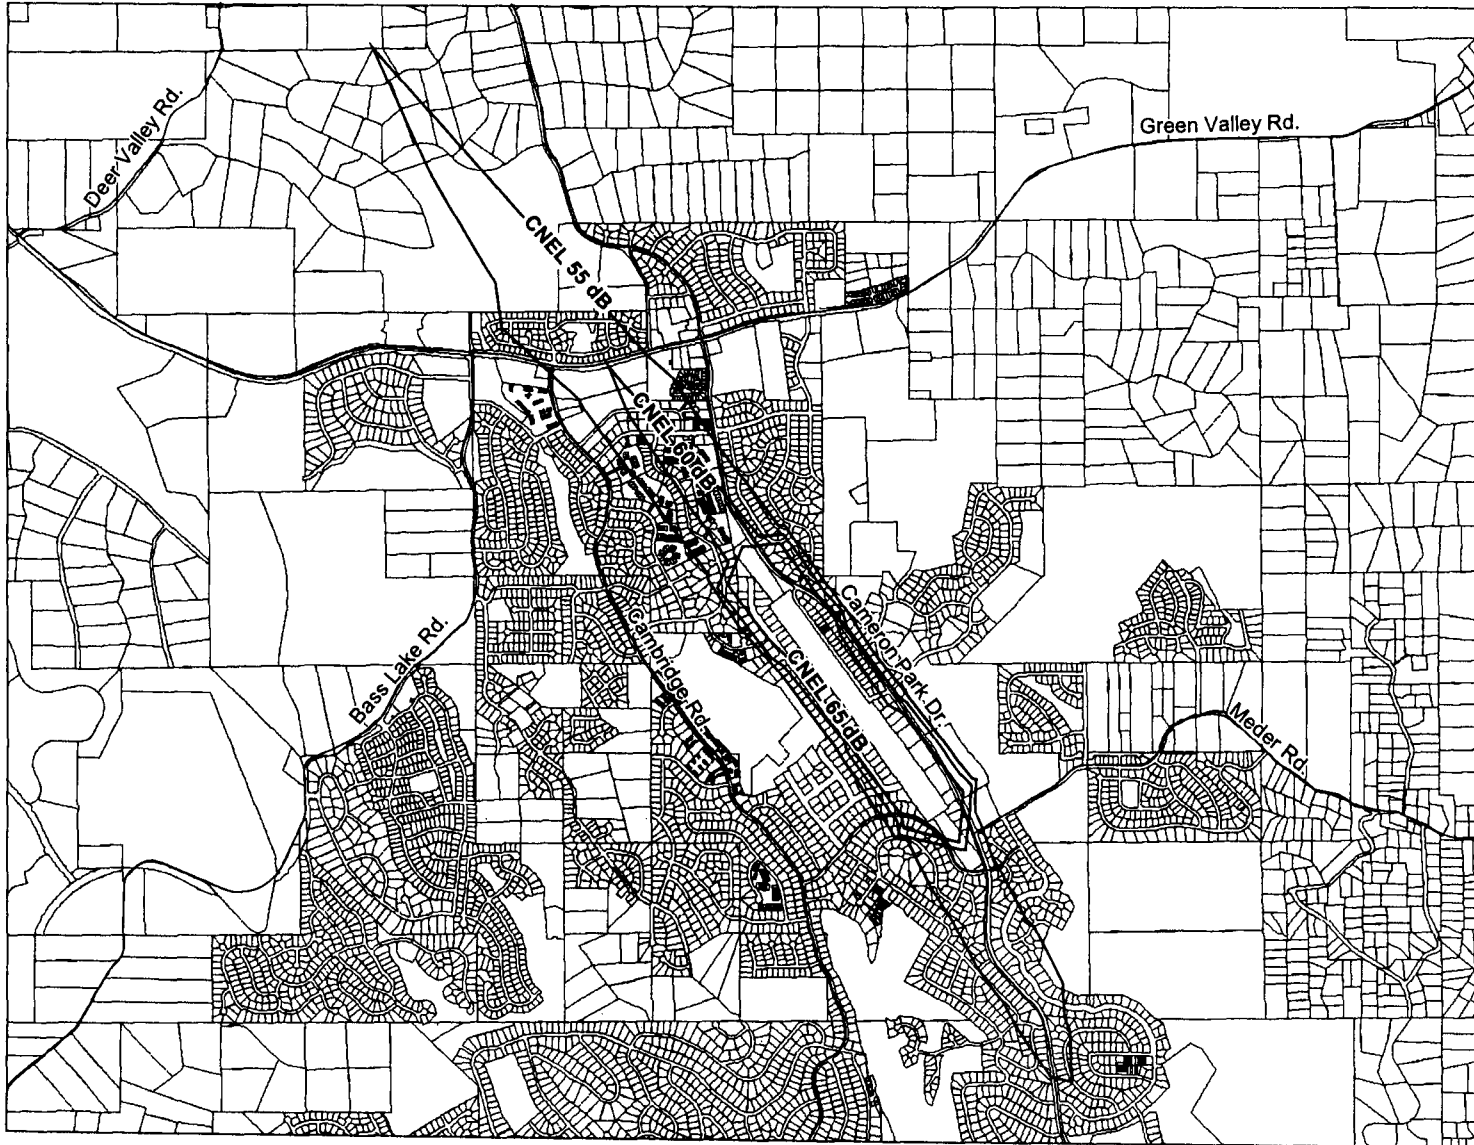 Deer Valley Rd.
Green Valley Rd.
CNEL 55 dB
CNEL 60 dB
Cameron Park Dr.
Cambridge Rd.
Bass Lake Rd.
CNEL 65 dB
Meder Rd.